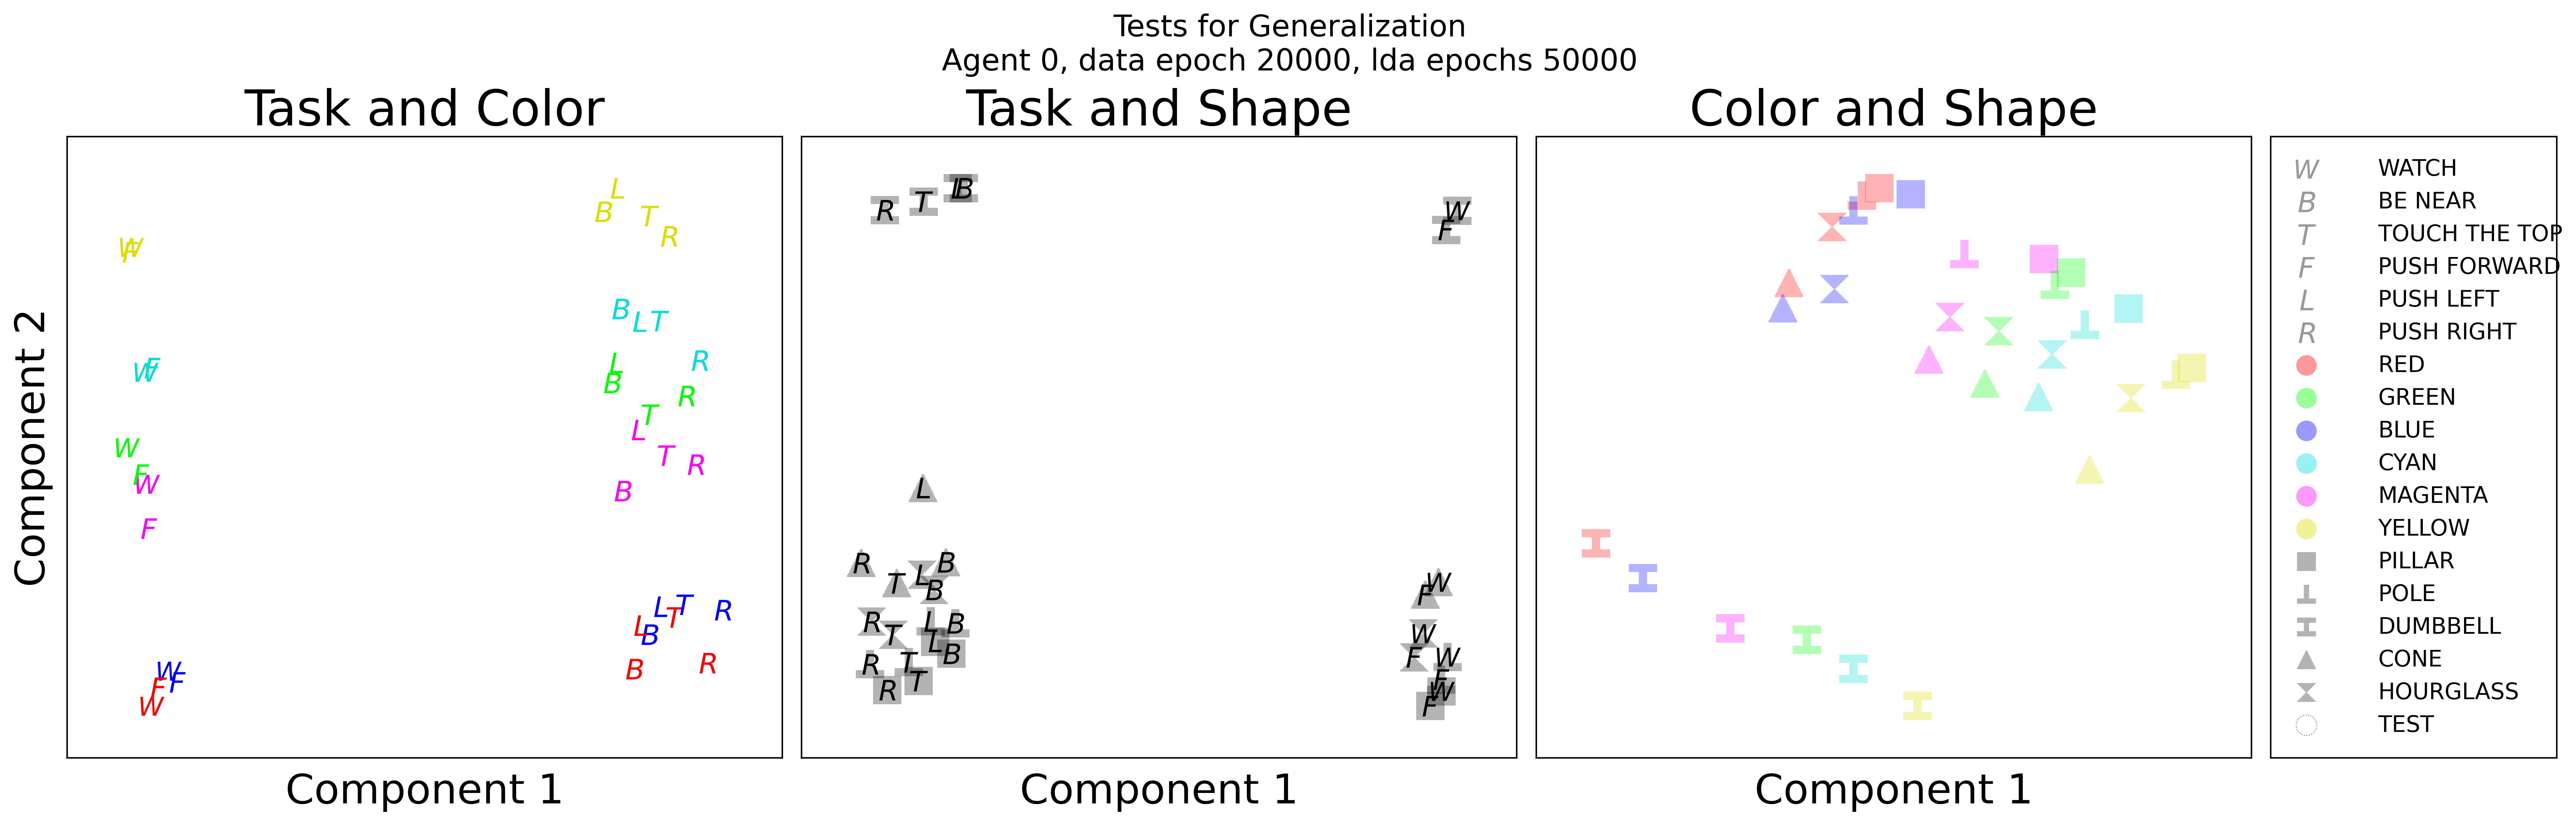 Tests for Generalization
Agent 0, data epoch 20000, lda epochs 50000
Task and Color
Task and Shape
Color and Shape
Component 2
L
B
T
R
W
F
B
L
T
R
F
W
L
B
R
T
W
F
L
T
R
W
B
F
L
T
R
L
T
B
B
R
W
F
F
W
R
T
L
B
W
F
L
R
B
T
L
B
W
F
R
T
L
B
W
L
B
F
R
T
W
F
R
T
W
F
Component 1
Component 1
Component 1
W WATCH
B BE NEAR
T TOUCH THE TOP
F PUSH FORWARD
L PUSH LEFT
R PUSH RIGHT
RED
GREEN
BLUE
CYAN
MAGENTA
YELLOW
PILLAR
POLE
DUMBBELL
CONE
HOURGLASS
TEST